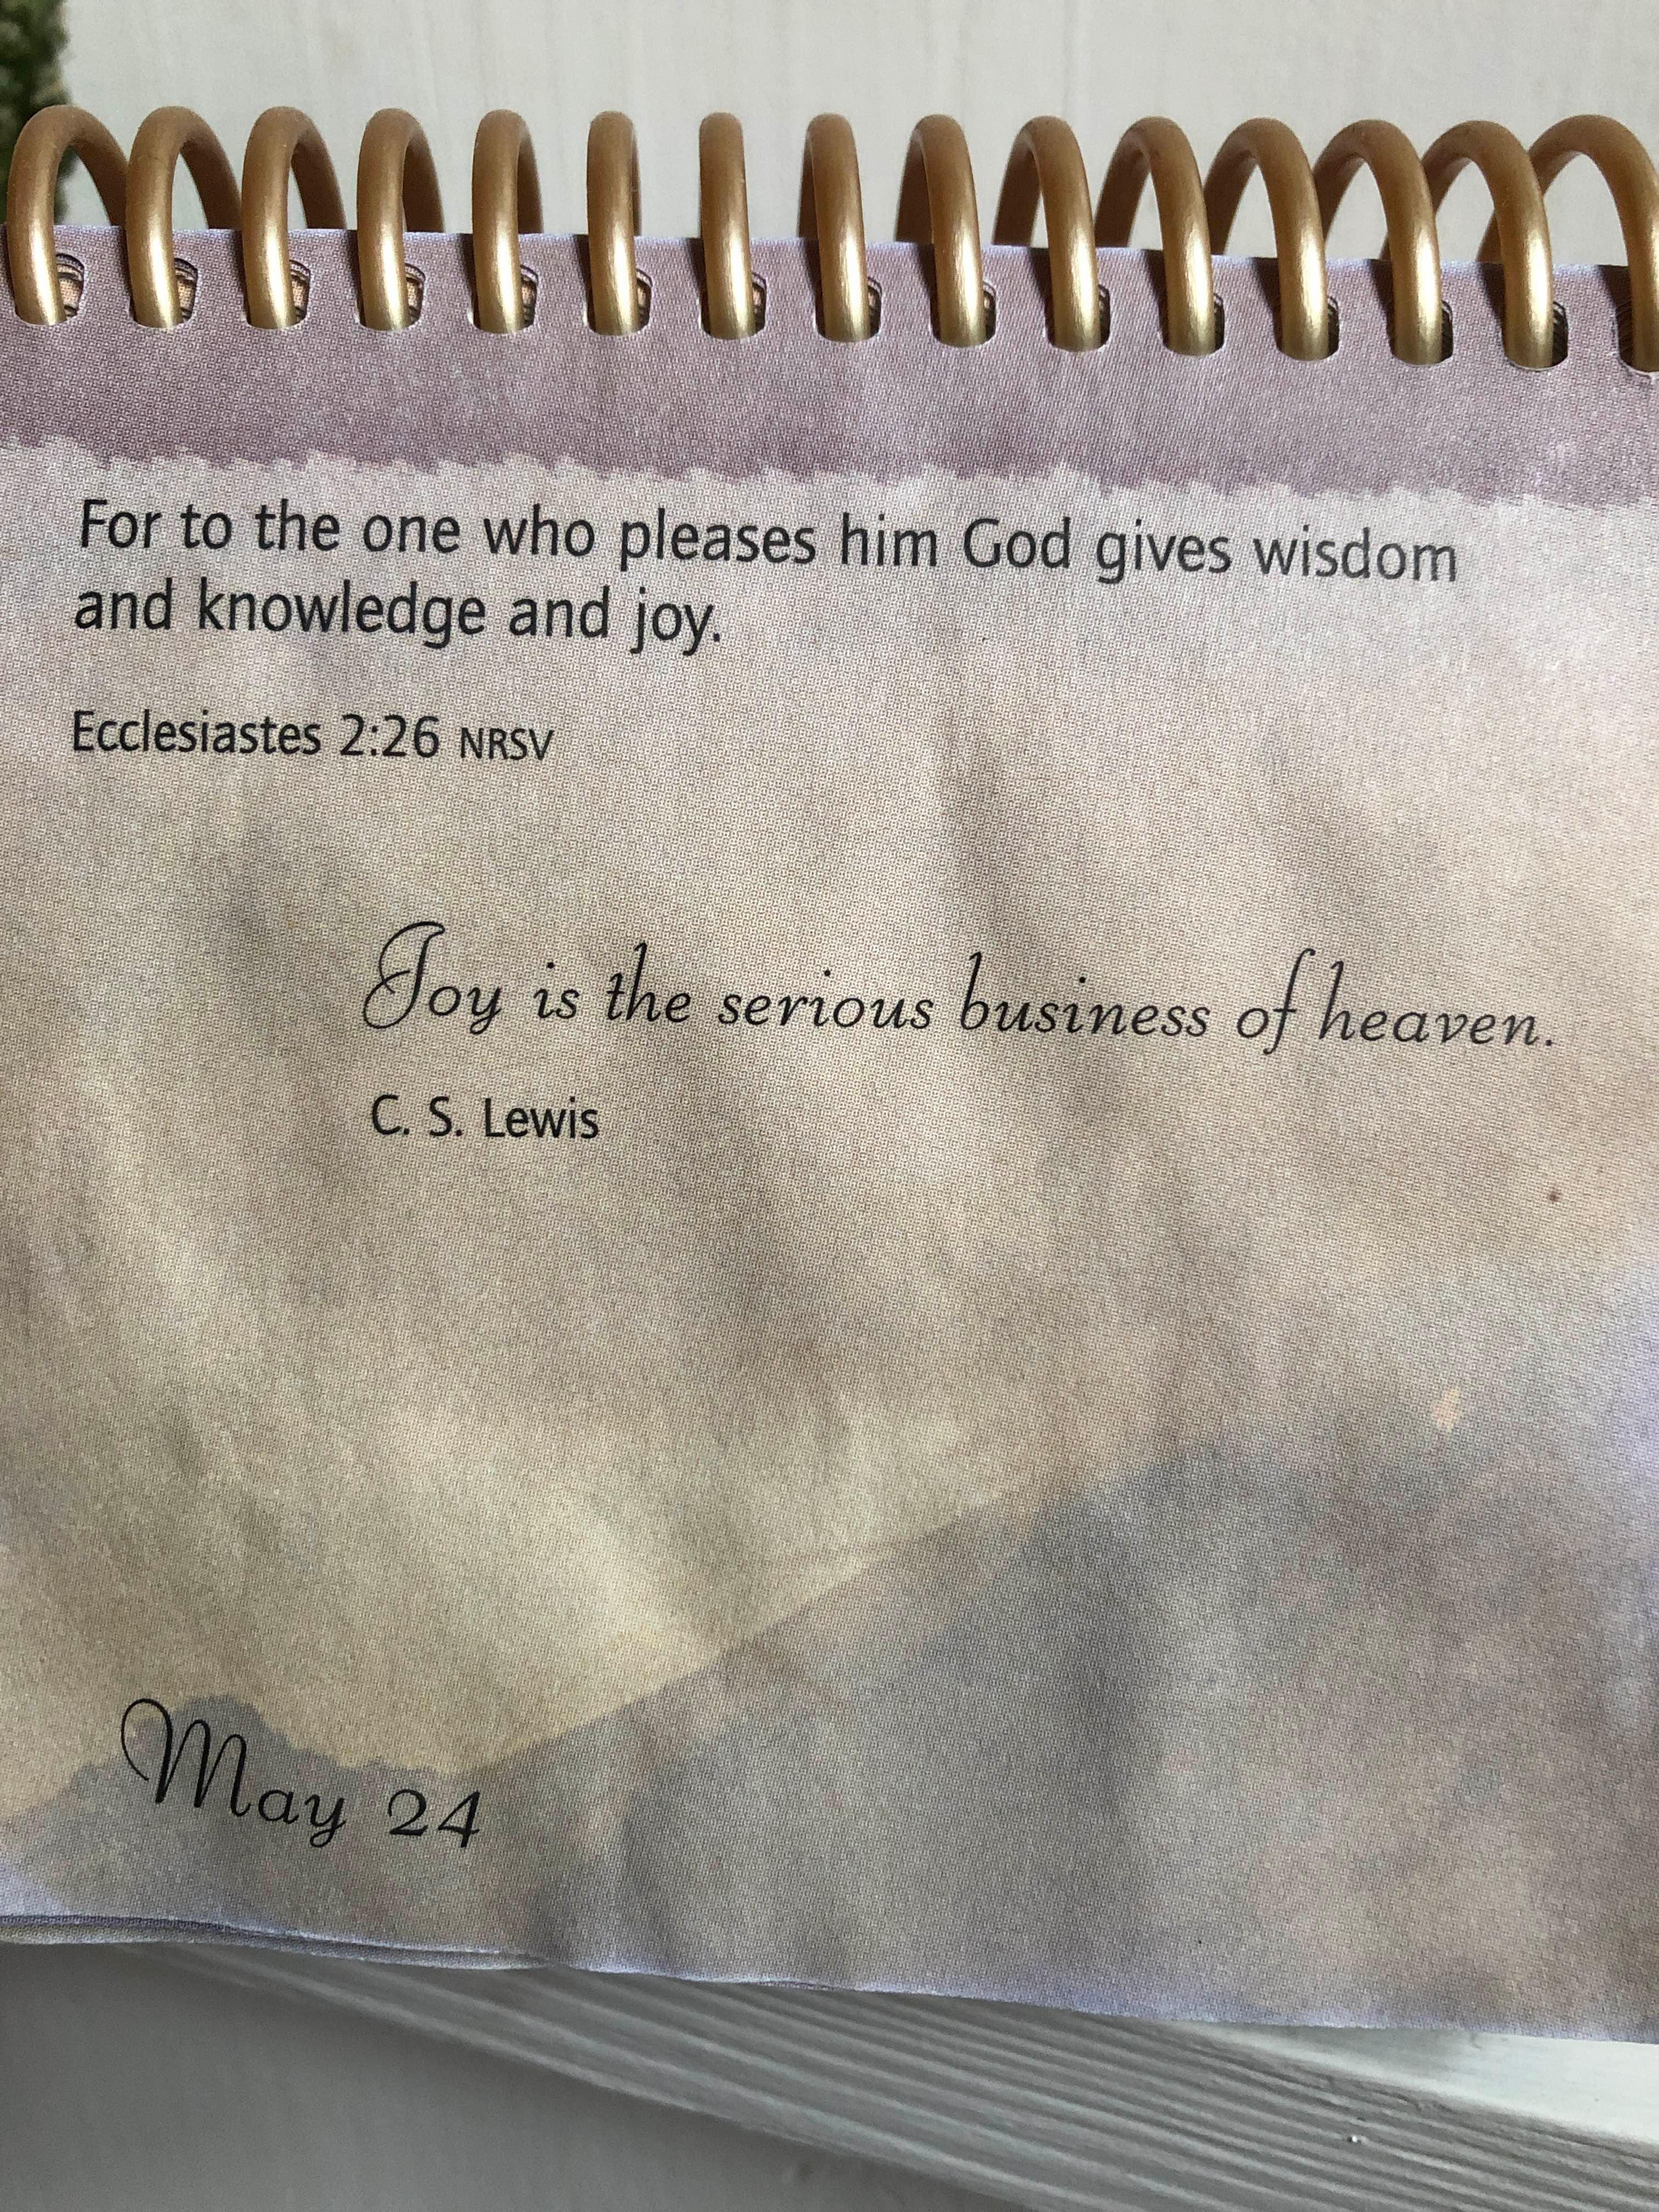 For to the one who pleases him God gives wisdom
and knowledge and joy.
Ecclesiastes 2:26 NRSV
Joy is the serious business of heaven.
C. S. Lewis
May 24